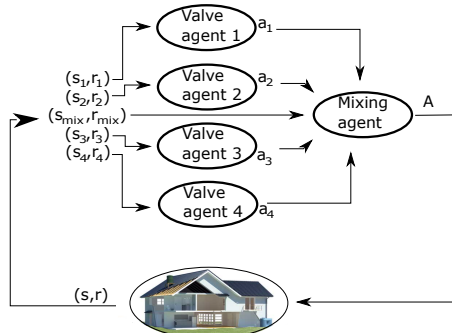 Valve
agent 1
a₁
(s₁,r₁)
(s₂,r₂)
Valve
agent 2
a₂
(sₘᵢₓ,rₘᵢₓ)
Mixing
agent
A
(s₃,r₃)
(s₄,r₄)
Valve
agent 3
a₃
Valve
agent 4
a₄
(s,r)